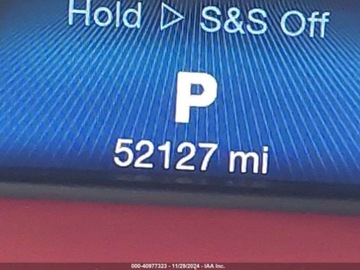 Hold ▷ S&S Off
P
52127 mi
000-40977323 - 11/29/2024 - IAA Inc.